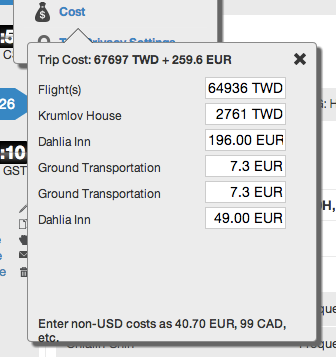 Cost
Privacy Settings
Trip Cost: 67697 TWD + 259.6 EUR
Flight(s) 64936 TWD
Krumlov House 2761 TWD
Dahlia Inn 196.00 EUR
Ground Transportation 7.3 EUR
Ground Transportation 7.3 EUR
Dahlia Inn 49.00 EUR
Enter non-USD costs as 40.70 EUR, 99 CAD,
etc.
26
:10
GST